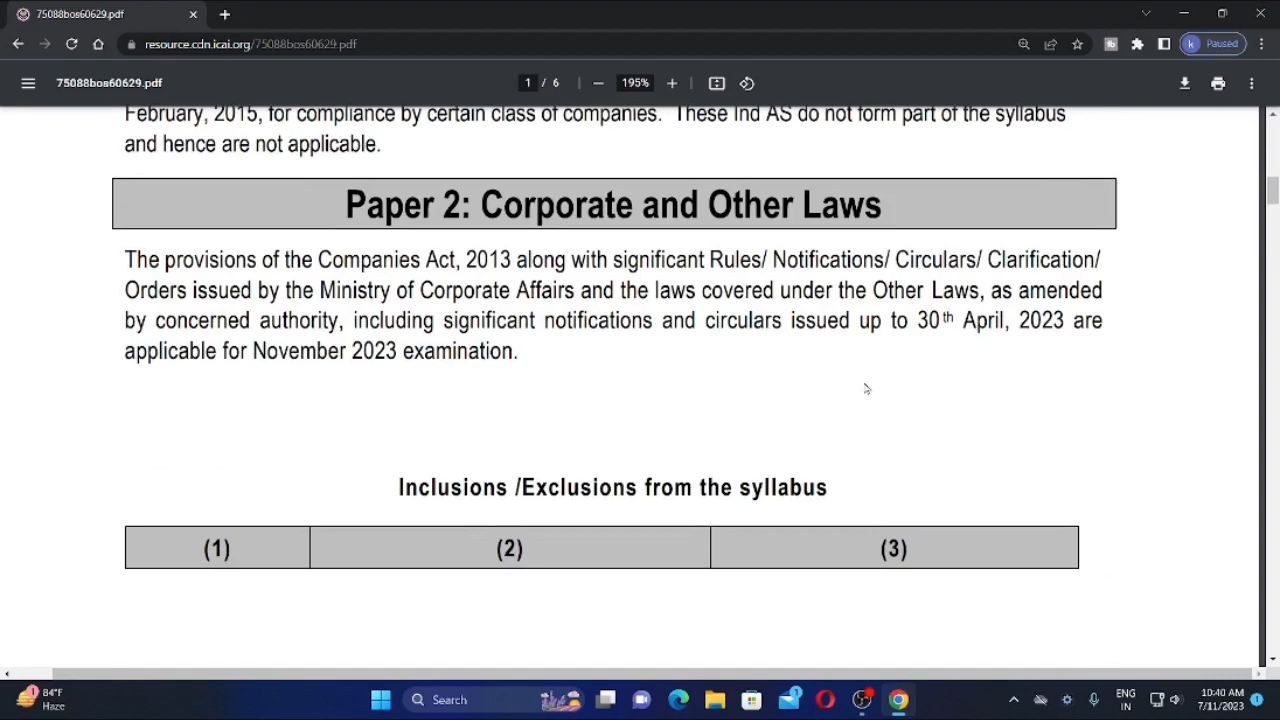 75088bos60629.pdf
resource.cdn.icai.org/75088bos60629.pdf
k Paused
75088bos60629.pdf
1 / 6
195%
February, 2015, for compliance by certain class of companies. These Ind AS do not form part of the syllabus
and hence are not applicable.
Paper 2: Corporate and Other Laws
The provisions of the Companies Act, 2013 along with significant Rules/ Notifications/ Circulars/ Clarification/
Orders issued by the Ministry of Corporate Affairs and the laws covered under the Other Laws, as amended
by concerned authority, including significant notifications and circulars issued up to 30th April, 2023 are
applicable for November 2023 examination.
Inclusions /Exclusions from the syllabus
(1) (2) (3)
1 84°F
Haze
Search
1
ENG
IN
10:40 AM
7/11/2023